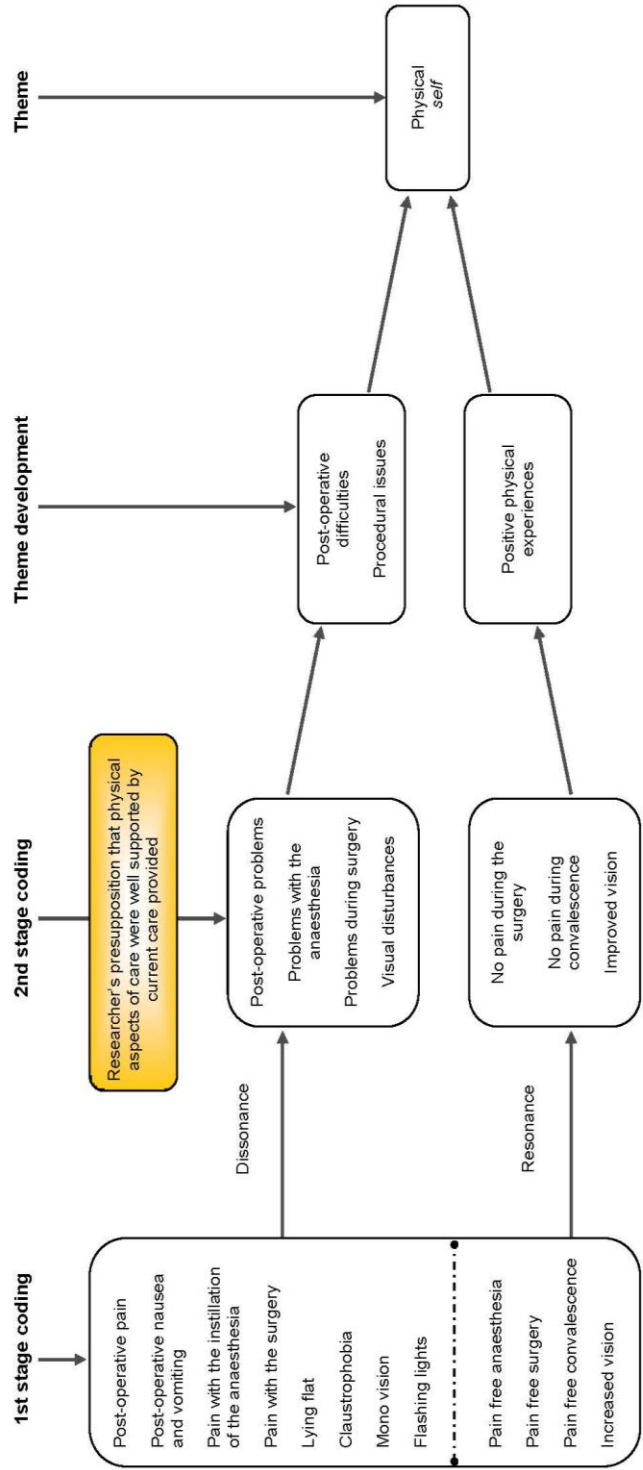 1st stage coding
Post-operative pain
Post-operative nausea
and vomiting
Pain with the instillation
of the anaesthesia
Pain with the surgery
Lying flat
Claustrophobia
Mono vision
Flashing lights
Pain free anaesthesia
Pain free surgery
Pain free convalescence
Increased vision
Dissonance
Resonance
2nd stage coding
Researcher's presupposition that physical
aspects of care were well supported by
current care provided
Post-operative problems
Problems with the
anaesthesia
Problems during surgery
Visual disturbances
No pain during the
surgery
No pain during
convalescence
Improved vision
Theme development
Post-operative
difficulties
Procedural issues
Positive physical
experiences
Theme
Physical
self